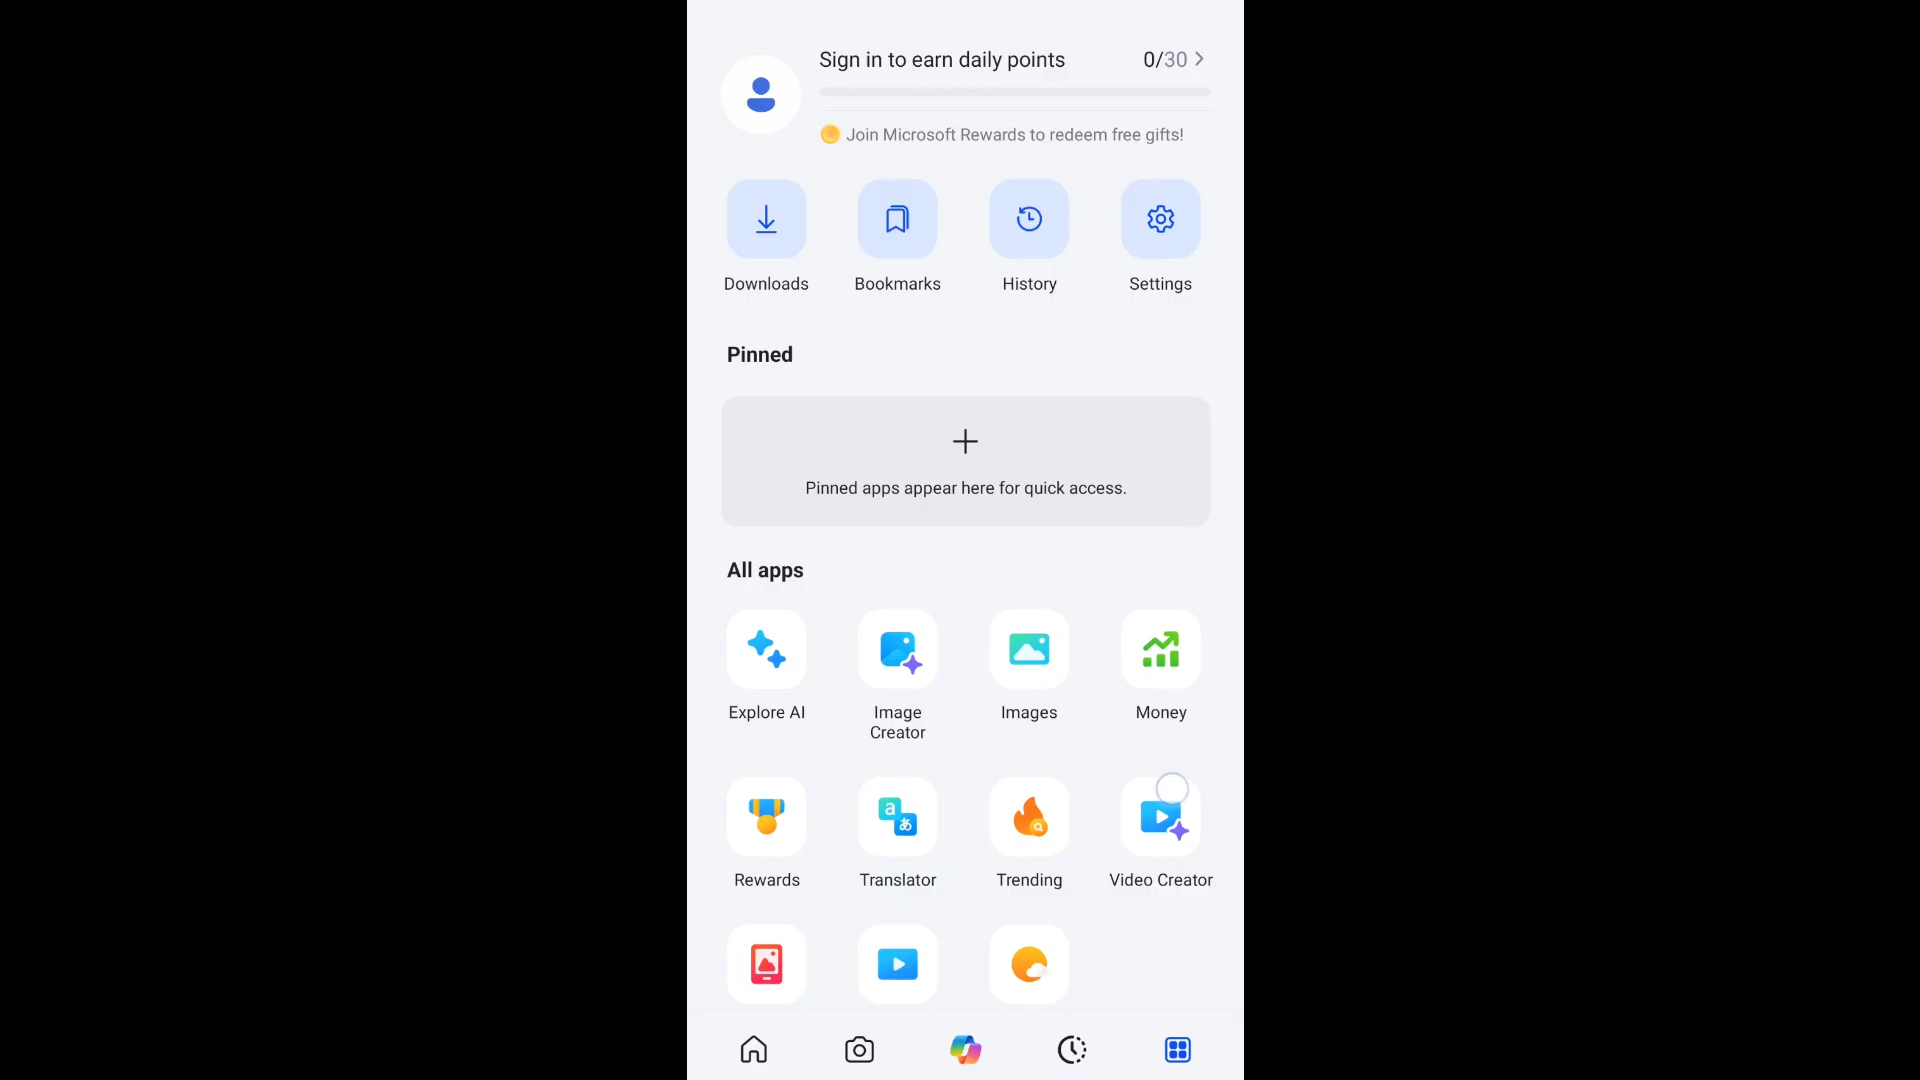 Sign in to earn daily points 0/30
Join Microsoft Rewards to redeem free gifts!
Downloads Bookmarks History Settings
Pinned
Pinned apps appear here for quick access.
All apps
Explore AI Image Creator Images Money
a あ
Rewards Translator Trending Video Creator